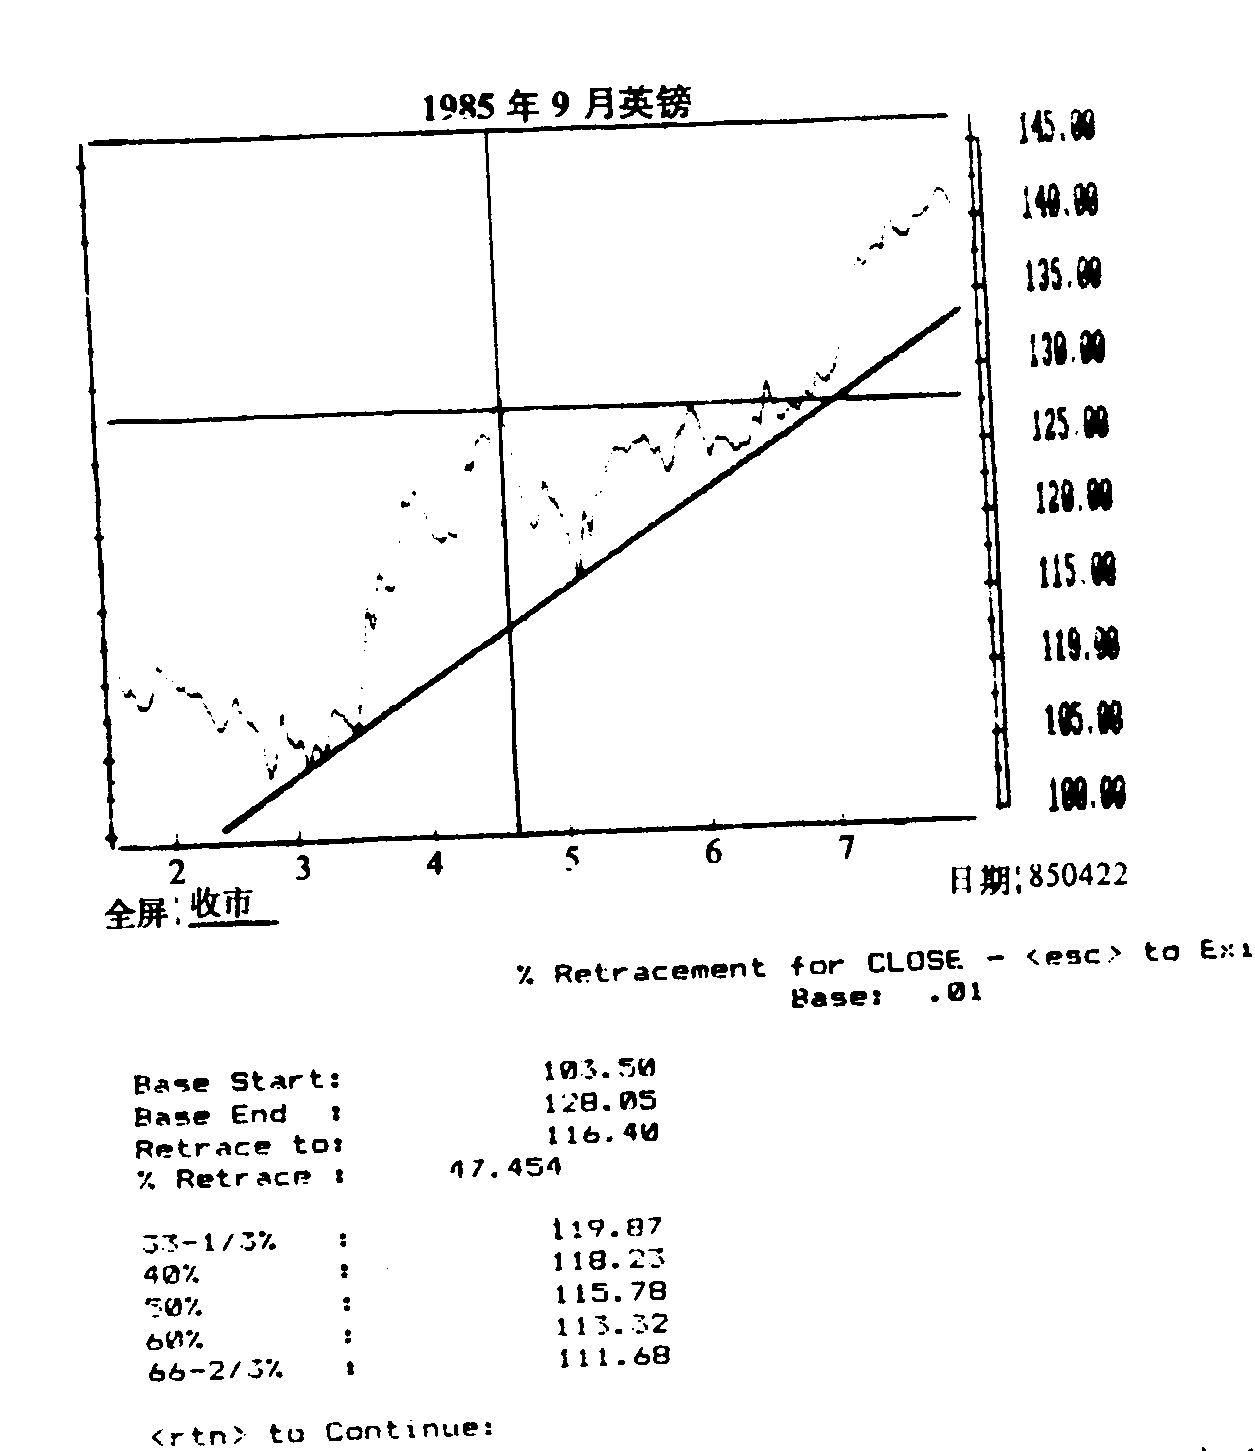 1985 年 9 月英镑
145.00
140.00
135.00
130.00
125.00
120.00
115.00
110.00
105.00
100.00
2 3 4 5 6 7
全屏: 收市
日期: 850422
% Retracement for CLOSE - <esc> to Exi
Base: .01
Base Start: 103.50
Base End : 128.05
Retrace to: 116.40
% Retrace : 47.454
33-1/3% : 119.87
40% : 118.23
50% : 115.78
60% : 113.32
66-2/3% : 111.68
<rtn> to Continue: